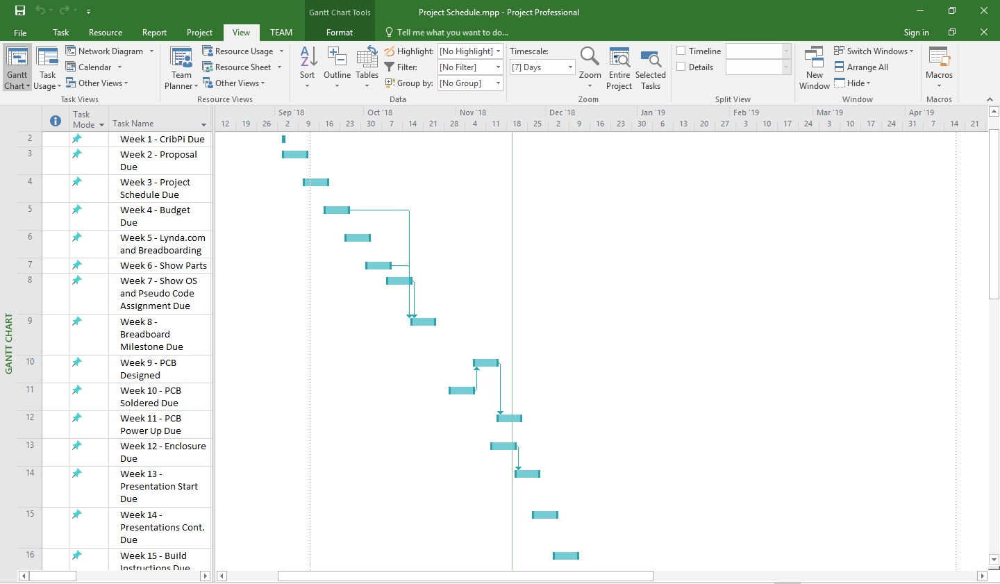 Gantt Chart Tools
Project Schedule.mpp - Project Professional
File Task Resource Report Project View TEAM Format Tell me what you want to do... Sign in
Gantt Chart
Task Usage
Network Diagram
Calendar
Other Views
Task Views
Team Planner
Resource Usage
Resource Sheet
Other Views
Resource Views
A
Z
Sort
Outline
Tables
Highlight: [No Highlight]
Filter: [No Filter]
Group by: [No Group]
Data
Timescale:
[7] Days
Zoom
Entire Project
Selected Tasks
Zoom
Timeline
Details
Split View
New Window
Switch Windows
Arrange All
Hide
Window
Macros
Macros
Task Mode
Task Name
Sep '18 Oct '18 Nov '18 Dec '18 Jan '19 Feb '19 Mar '19 Apr '19
12 19 26 2 9 16 23 30 7 14 21 28 4 11 18 25 2 9 16 23 30 6 13 20 27 3 10 17 24 3 10 17 24 31 7 14 21
GANTT CHART
2 Week 1 - CribPi Due
3 Week 2 - Proposal
Due
4 Week 3 - Project
Schedule Due
5 Week 4 - Budget
Due
6 Week 5 - Lynda.com
and Breadboarding
7 Week 6 - Show Parts
8 Week 7 - Show OS
and Pseudo Code
Assignment Due
9 Week 8 -
Breadboard
Milestone Due
10 Week 9 - PCB
Designed
11 Week 10 - PCB
Soldered Due
12 Week 11 - PCB
Power Up Due
13 Week 12 - Enclosure
Due
14 Week 13 -
Presentation Start
Due
15 Week 14 -
Presentations Cont.
Due
16 Week 15 - Build
Instructions Due